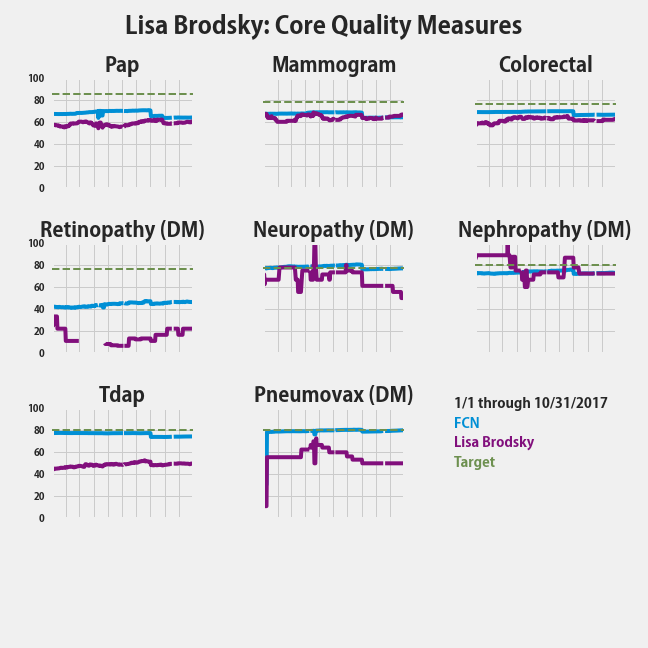 Lisa Brodsky: Core Quality Measures
Pap
Mammogram
Colorectal
100
80
60
40
20
0
Retinopathy (DM)
Neuropathy (DM)
Nephropathy (DM)
100
80
60
40
20
0
Tdap
Pneumovax (DM)
100
80
60
40
20
0
1/1 through 10/31/2017
FCN
Lisa Brodsky
Target